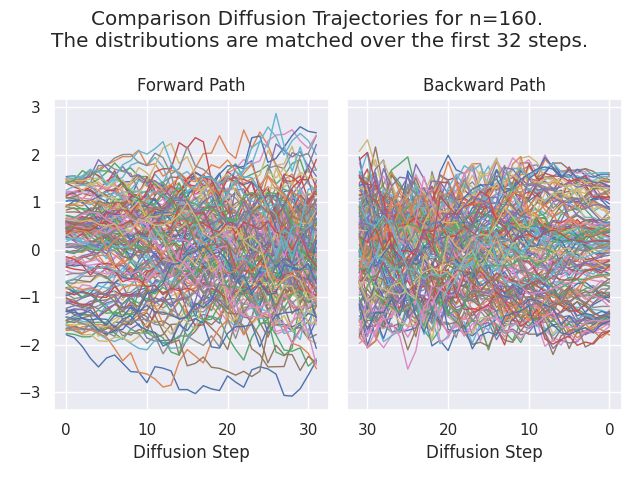 Comparison Diffusion Trajectories for n=160.
The distributions are matched over the first 32 steps.
Forward Path
Backward Path
3
2
1
0
−1
−2
−3
0 10 20 30
30 20 10 0
Diffusion Step
Diffusion Step